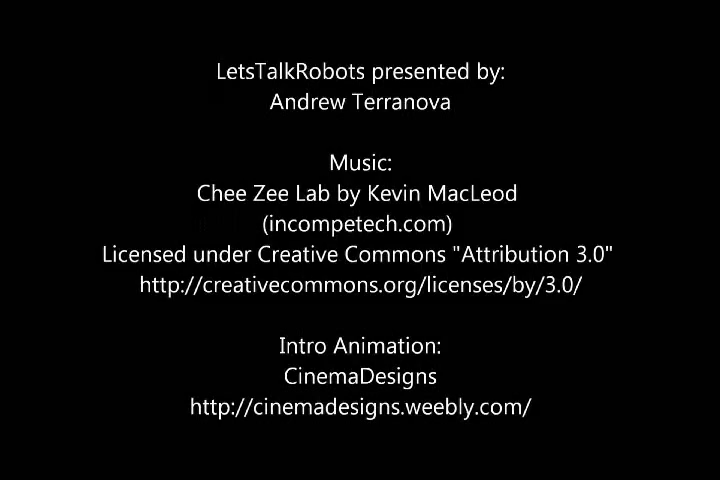 LetsTalkRobots presented by:
Andrew Terranova
Music:
Chee Zee Lab by Kevin MacLeod
(incompetech.com)
Licensed under Creative Commons "Attribution 3.0"
http://creativecommons.org/licenses/by/3.0/
Intro Animation:
CinemaDesigns
http://cinemadesigns.weebly.com/